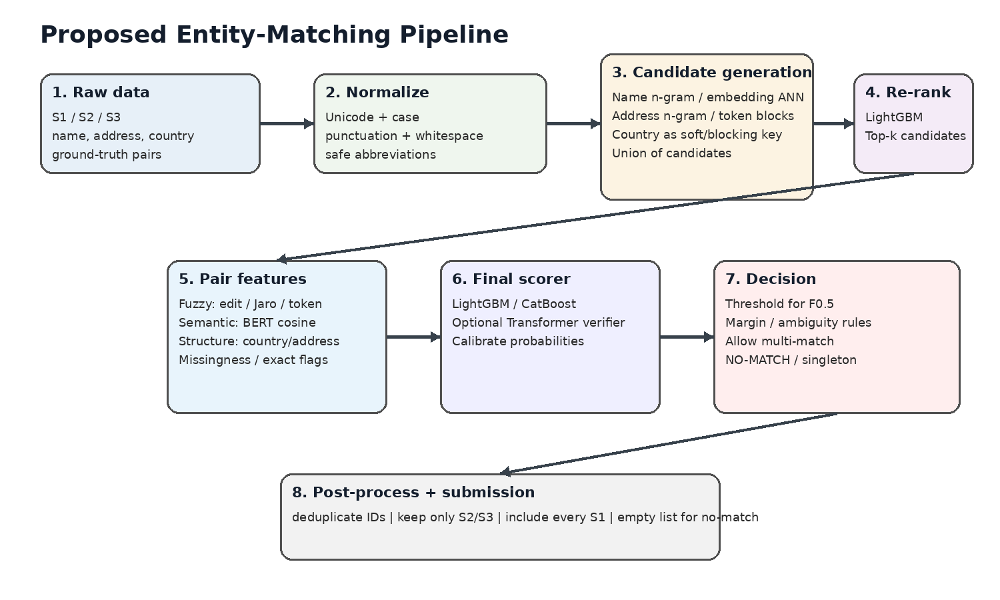 Proposed Entity-Matching Pipeline
1. Raw data
S1 / S2 / S3
name, address, country
ground-truth pairs
2. Normalize
Unicode + case
punctuation + whitespace
safe abbreviations
3. Candidate generation
Name n-gram / embedding ANN
Address n-gram / token blocks
Country as soft/blocking key
Union of candidates
4. Re-rank
LightGBM
Top-k candidates
5. Pair features
Fuzzy: edit / Jaro / token
Semantic: BERT cosine
Structure: country/address
Missingness / exact flags
6. Final scorer
LightGBM / CatBoost
Optional Transformer verifier
Calibrate probabilities
7. Decision
Threshold for F0.5
Margin / ambiguity rules
Allow multi-match
NO-MATCH / singleton
8. Post-process + submission
deduplicate IDs | keep only S2/S3 | include every S1 | empty list for no-match